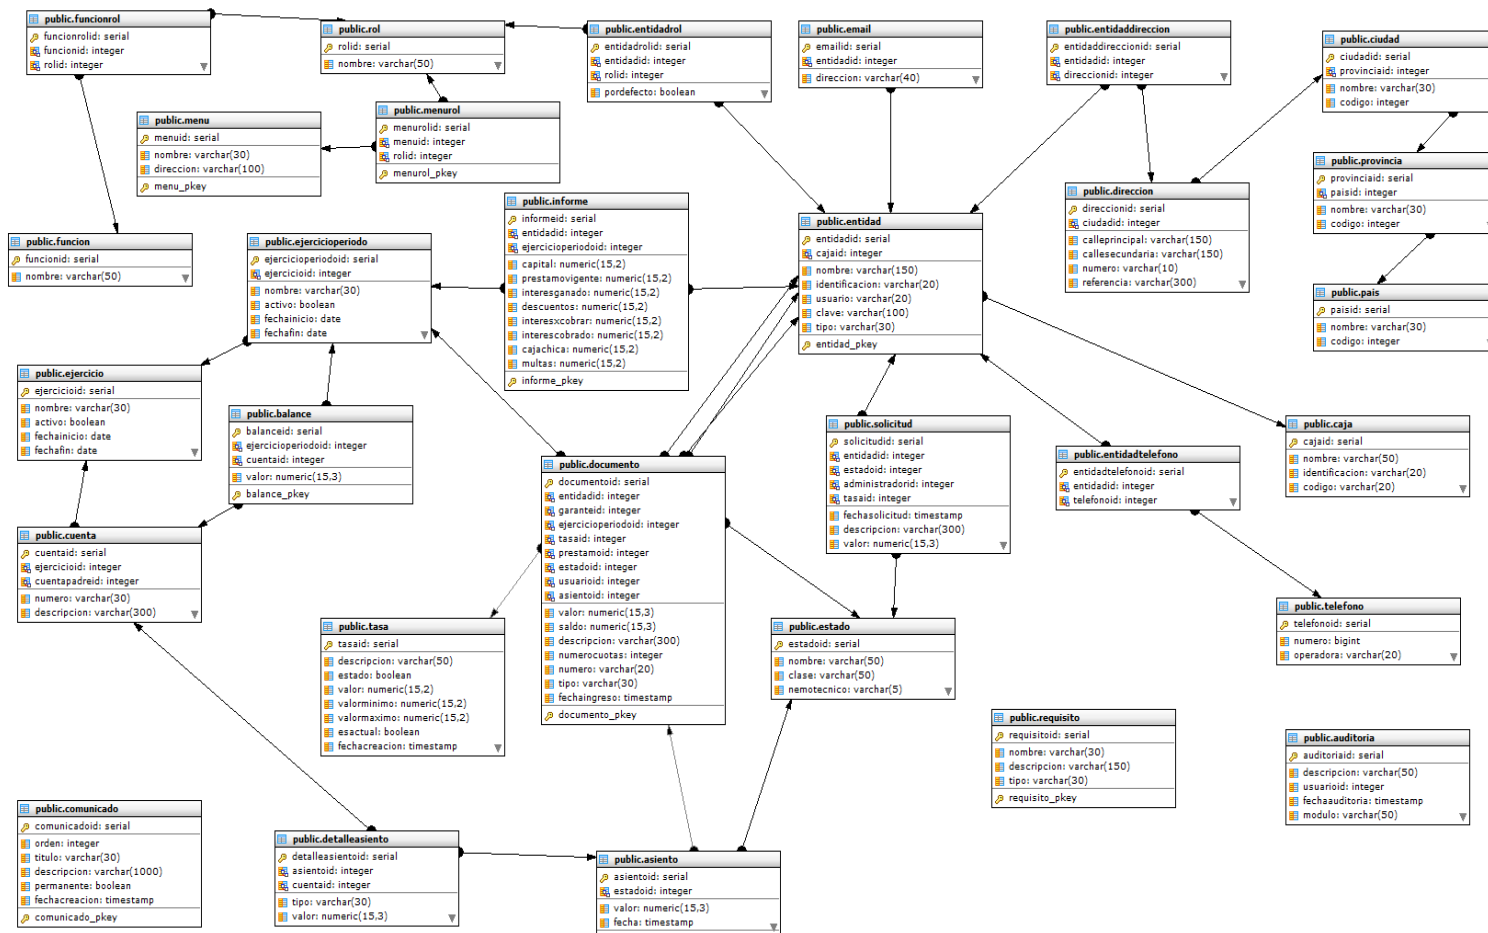 public.funcionrol
funcionrolid: serial
funcionid: integer
rolid: integer
public.rol
rolid: serial
nombre: varchar(50)
public.entidadrol
entidadrolid: serial
entidadid: integer
rolid: integer
pordefecto: boolean
public.email
emailid: serial
entidadid: integer
direccion: varchar(40)
public.entidaddireccion
entidaddireccionid: serial
entidadid: integer
direccionid: integer
public.ciudad
ciudadid: serial
provinciaid: integer
nombre: varchar(30)
codigo: integer
public.menu
menuid: serial
nombre: varchar(30)
direccion: varchar(100)
menu_pkey
public.menurol
menurolid: serial
menuid: integer
rolid: integer
menurol_pkey
public.provincia
provinciaid: serial
paisid: integer
nombre: varchar(30)
codigo: integer
public.direccion
direccionid: serial
ciudadid: integer
calleprincipal: varchar(150)
callesecundaria: varchar(150)
numero: varchar(10)
referencia: varchar(300)
public.informe
informeid: serial
entidadid: integer
ejercicioperiodoid: integer
capital: numeric(15,2)
prestamovigente: numeric(15,2)
interesganado: numeric(15,2)
descuentos: numeric(15,2)
interesxcobrar: numeric(15,2)
interescobrado: numeric(15,2)
cajachica: numeric(15,2)
multas: numeric(15,2)
informe_pkey
public.entidad
entidadid: serial
cajaid: integer
nombre: varchar(150)
identificacion: varchar(20)
usuario: varchar(20)
clave: varchar(100)
tipo: varchar(30)
entidad_pkey
public.funcion
funcionid: serial
nombre: varchar(50)
public.ejercicioperiodo
ejercicioperiodoid: serial
ejercicioid: integer
nombre: varchar(30)
activo: boolean
fechainicio: date
fechafin: date
public.pais
paisid: serial
nombre: varchar(30)
codigo: integer
public.ejercicio
ejercicioid: serial
nombre: varchar(30)
activo: boolean
fechainicio: date
fechafin: date
public.balance
balanceid: serial
ejercicioperiodoid: integer
cuentaid: integer
valor: numeric(15,3)
balance_pkey
public.solicitud
solicitudid: serial
entidadid: integer
estadoid: integer
administradorid: integer
tasaid: integer
fechasolicitud: timestamp
descripcion: varchar(300)
valor: numeric(15,3)
public.caja
cajaid: serial
nombre: varchar(50)
identificacion: varchar(20)
codigo: varchar(20)
public.entidadtelefono
entidadtelefonoid: serial
entidadid: integer
telefonoid: integer
public.documento
documentoid: serial
entidadid: integer
garanteid: integer
ejercicioperiodoid: integer
tasaid: integer
prestamoid: integer
estadoid: integer
usuarioid: integer
asientoid: integer
valor: numeric(15,3)
saldo: numeric(15,3)
descripcion: varchar(300)
numerocuotas: integer
numero: varchar(20)
tipo: varchar(30)
fechaingreso: timestamp
documento_pkey
public.cuenta
cuentaid: serial
ejercicioid: integer
cuentapadreid: integer
numero: varchar(30)
descripcion: varchar(300)
public.telefono
telefonoid: serial
numero: bigint
operadora: varchar(20)
public.tasa
tasaid: serial
descripcion: varchar(50)
estado: boolean
valor: numeric(15,2)
valorminimo: numeric(15,2)
valormaximo: numeric(15,2)
esactual: boolean
fechacreacion: timestamp
public.estado
estadoid: serial
nombre: varchar(50)
clase: varchar(50)
nemotecnico: varchar(5)
public.requisito
requisitoid: serial
nombre: varchar(30)
descripcion: varchar(150)
tipo: varchar(30)
requisito_pkey
public.auditoria
auditoriaid: serial
descripcion: varchar(50)
usuarioid: integer
fechaauditoria: timestamp
modulo: varchar(50)
public.comunicado
comunicadoid: serial
orden: integer
titulo: varchar(30)
descripcion: varchar(1000)
permanente: boolean
fechacreacion: timestamp
comunicado_pkey
public.detalleasiento
detalleasientoid: serial
asientoid: integer
cuentaid: integer
tipo: varchar(30)
valor: numeric(15,3)
public.asiento
asientoid: serial
estadoid: integer
valor: numeric(15,3)
fecha: timestamp